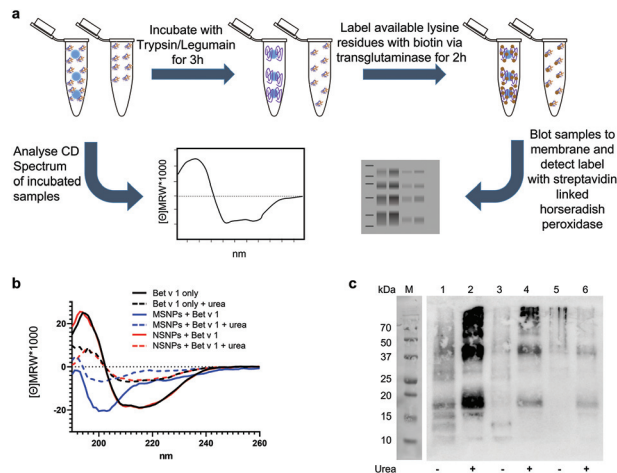 a
Incubate with
Trypsin/Legumain
for 3h
Label available lysine
residues with biotin via
transglutaminase for 2h
Analyse CD
Spectrum
of incubated
samples
[Θ]MRW*1000
nm
Blot samples to
membrane and
detect label
with streptavidin
linked
horseradish
peroxidase
b
Bet v 1 only
Bet v 1 only + urea
MSNPs + Bet v 1
MSNPs + Bet v 1 + urea
NSNPs + Bet v 1
NSNPs + Bet v 1 + urea
[Θ]MRW*1000
20
0
-20
200 220 240 260
nm
c
kDa M 1 2 3 4 5 6
70
50
37
25
20
15
10
Urea - + - + - +